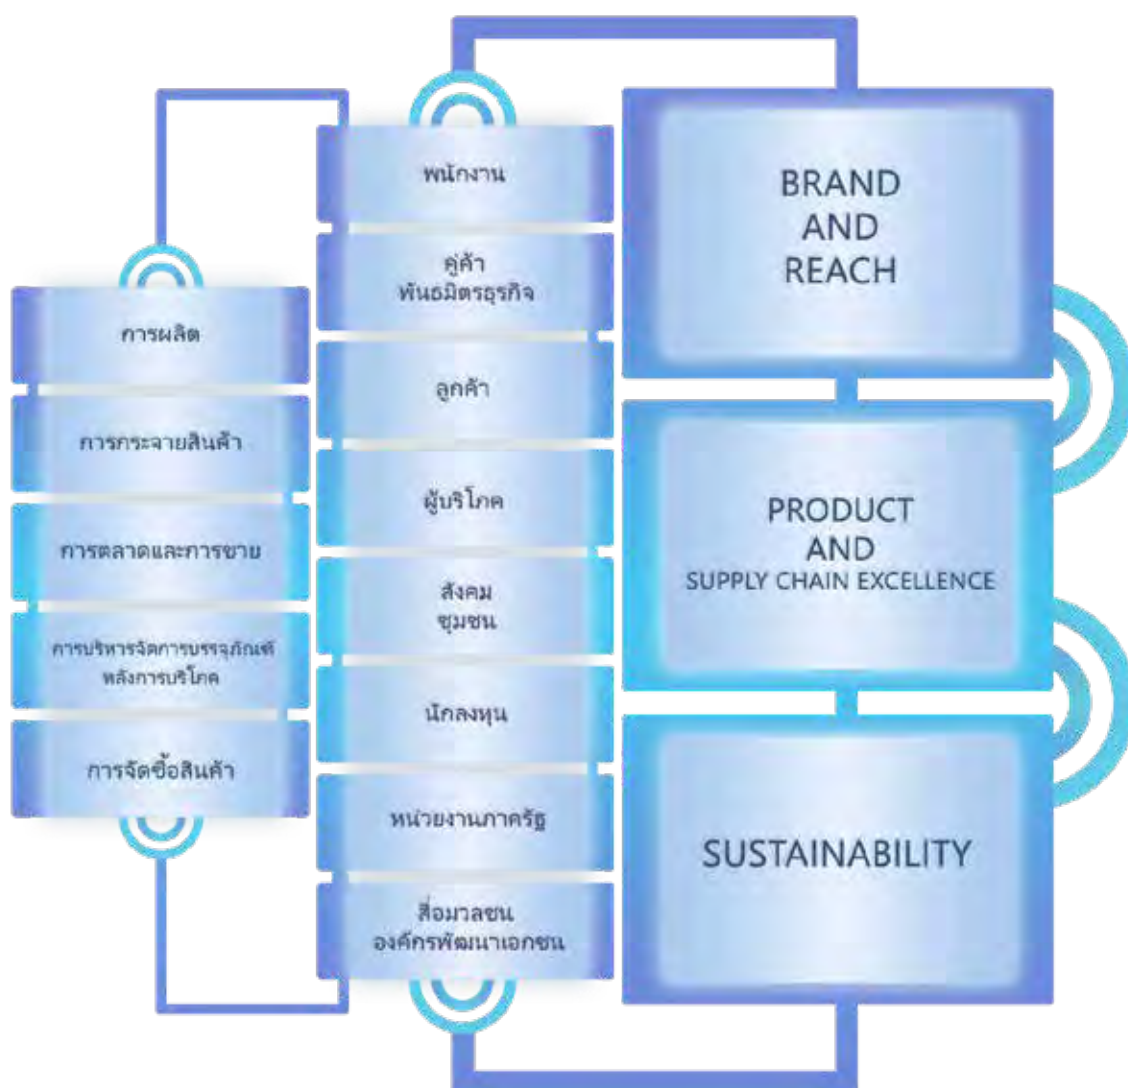 การผลิต
การกระจายสินค้า
การตลาดและการขาย
การบริหารจัดการบรรจุภัณฑ์
หลังการบริโภค
การจัดซื้อสินค้า
พนักงาน
คู่ค้า
พันธมิตรธุรกิจ
ลูกค้า
ผู้บริโภค
สังคม
ชุมชน
นักลงทุน
หน่วยงานภาครัฐ
สื่อมวลชน
องค์กรพัฒนาเอกชน
BRAND
AND
REACH
PRODUCT
AND
SUPPLY CHAIN EXCELLENCE
SUSTAINABILITY